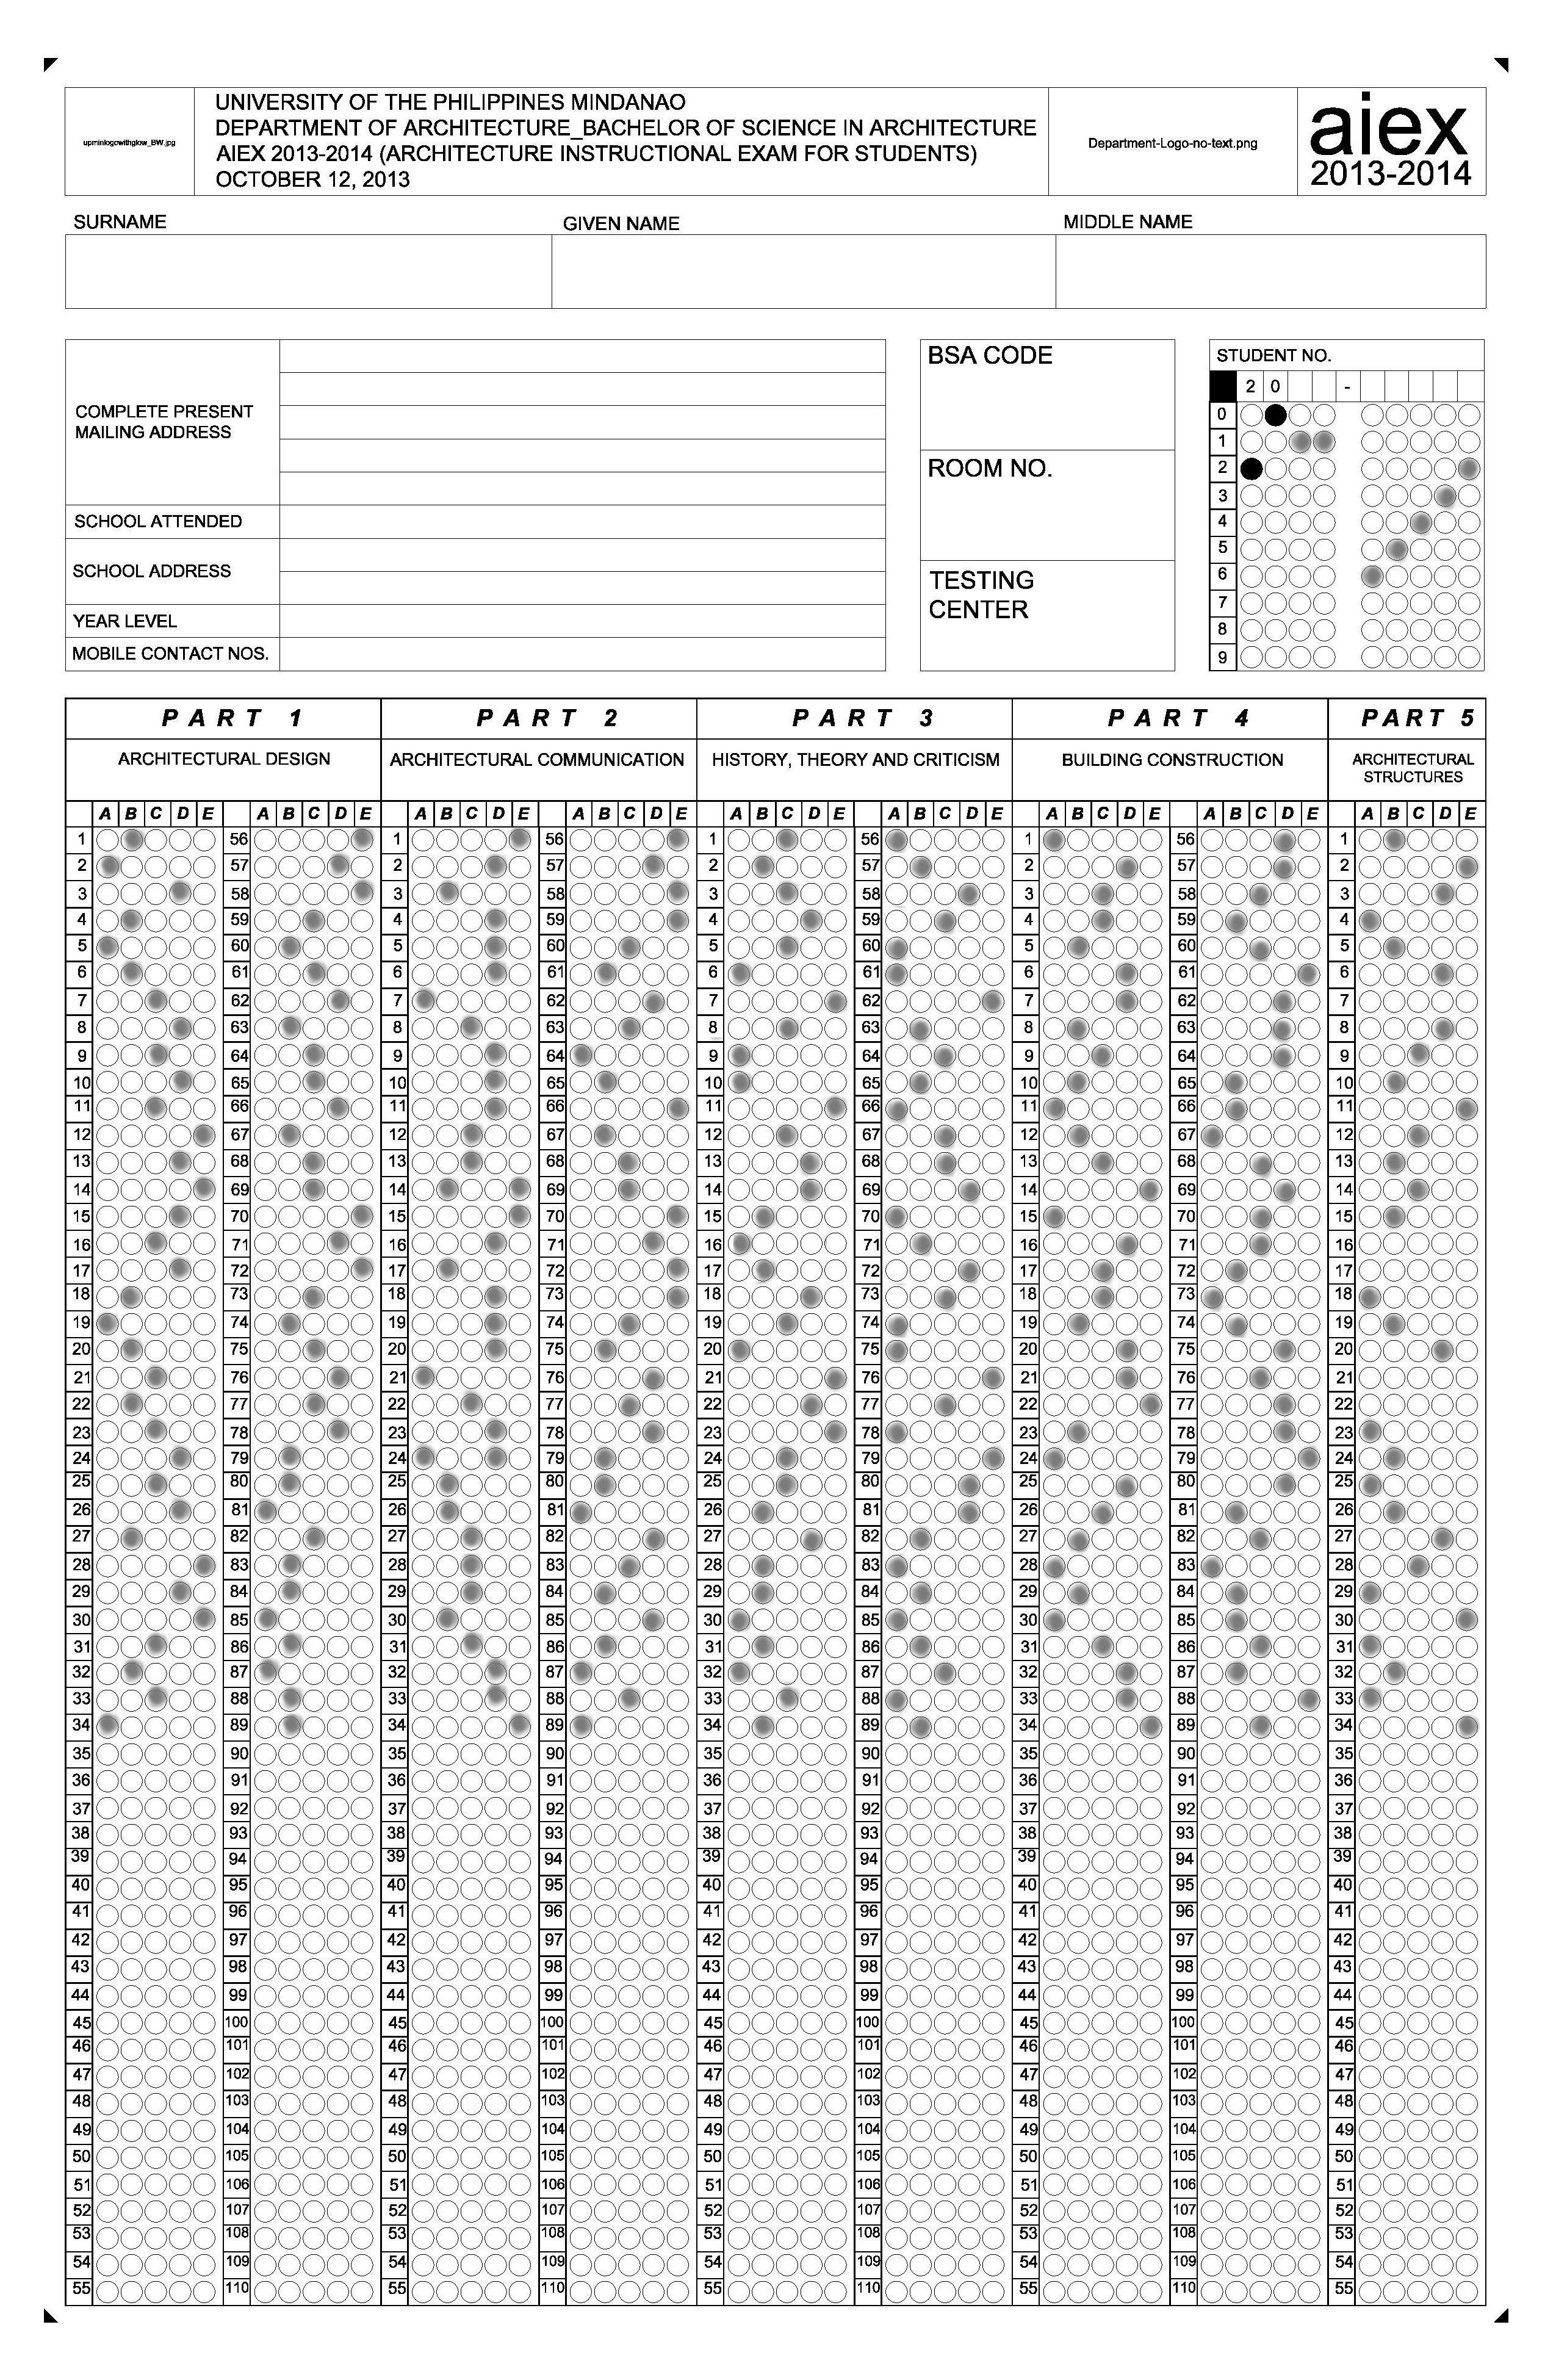 upminlogowithglow_BW.jpg
UNIVERSITY OF THE PHILIPPINES MINDANAO
DEPARTMENT OF ARCHITECTURE_BACHELOR OF SCIENCE IN ARCHITECTURE
AIEX 2013-2014 (ARCHITECTURE INSTRUCTIONAL EXAM FOR STUDENTS)
OCTOBER 12, 2013
Department-Logo-no-text.png
aiex
2013-2014
SURNAME GIVEN NAME MIDDLE NAME
COMPLETE PRESENT
MAILING ADDRESS
SCHOOL ATTENDED
SCHOOL ADDRESS
YEAR LEVEL
MOBILE CONTACT NOS.
BSA CODE
ROOM NO.
TESTING
CENTER
STUDENT NO.
2 0 -
0
1
2
3
4
5
6
7
8
9
PART 1 PART 2 PART 3 PART 4 PART 5
ARCHITECTURAL DESIGN ARCHITECTURAL COMMUNICATION HISTORY, THEORY AND CRITICISM BUILDING CONSTRUCTION ARCHITECTURAL
STRUCTURES
A B C D E A B C D E A B C D E A B C D E A B C D E A B C D E A B C D E A B C D E A B C D E
1 56 1 56 1 56 1 56 1
2 57 2 57 2 57 2 57 2
3 58 3 58 3 58 3 58 3
4 59 4 59 4 59 4 59 4
5 60 5 60 5 60 5 60 5
6 61 6 61 6 61 6 61 6
7 62 7 62 7 62 7 62 7
8 63 8 63 8 63 8 63 8
9 64 9 64 9 64 9 64 9
10 65 10 65 10 65 10 65 10
11 66 11 66 11 66 11 66 11
12 67 12 67 12 67 12 67 12
13 68 13 68 13 68 13 68 13
14 69 14 69 14 69 14 69 14
15 70 15 70 15 70 15 70 15
16 71 16 71 16 71 16 71 16
17 72 17 72 17 72 17 72 17
18 73 18 73 18 73 18 73 18
19 74 19 74 19 74 19 74 19
20 75 20 75 20 75 20 75 20
21 76 21 76 21 76 21 76 21
22 77 22 77 22 77 22 77 22
23 78 23 78 23 78 23 78 23
24 79 24 79 24 79 24 79 24
25 80 25 80 25 80 25 80 25
26 81 26 81 26 81 26 81 26
27 82 27 82 27 82 27 82 27
28 83 28 83 28 83 28 83 28
29 84 29 84 29 84 29 84 29
30 85 30 85 30 85 30 85 30
31 86 31 86 31 86 31 86 31
32 87 32 87 32 87 32 87 32
33 88 33 88 33 88 33 88 33
34 89 34 89 34 89 34 89 34
35 90 35 90 35 90 35 90 35
36 91 36 91 36 91 36 91 36
37 92 37 92 37 92 37 92 37
38 93 38 93 38 93 38 93 38
39 94 39 94 39 94 39 94 39
40 95 40 95 40 95 40 95 40
41 96 41 96 41 96 41 96 41
42 97 42 97 42 97 42 97 42
43 98 43 98 43 98 43 98 43
44 99 44 99 44 99 44 99 44
45 100 45 100 45 100 45 100 45
46 101 46 101 46 101 46 101 46
47 102 47 102 47 102 47 102 47
48 103 48 103 48 103 48 103 48
49 104 49 104 49 104 49 104 49
50 105 50 105 50 105 50 105 50
51 106 51 106 51 106 51 106 51
52 107 52 107 52 107 52 107 52
53 108 53 108 53 108 53 108 53
54 109 54 109 54 109 54 109 54
55 110 55 110 55 110 55 110 55